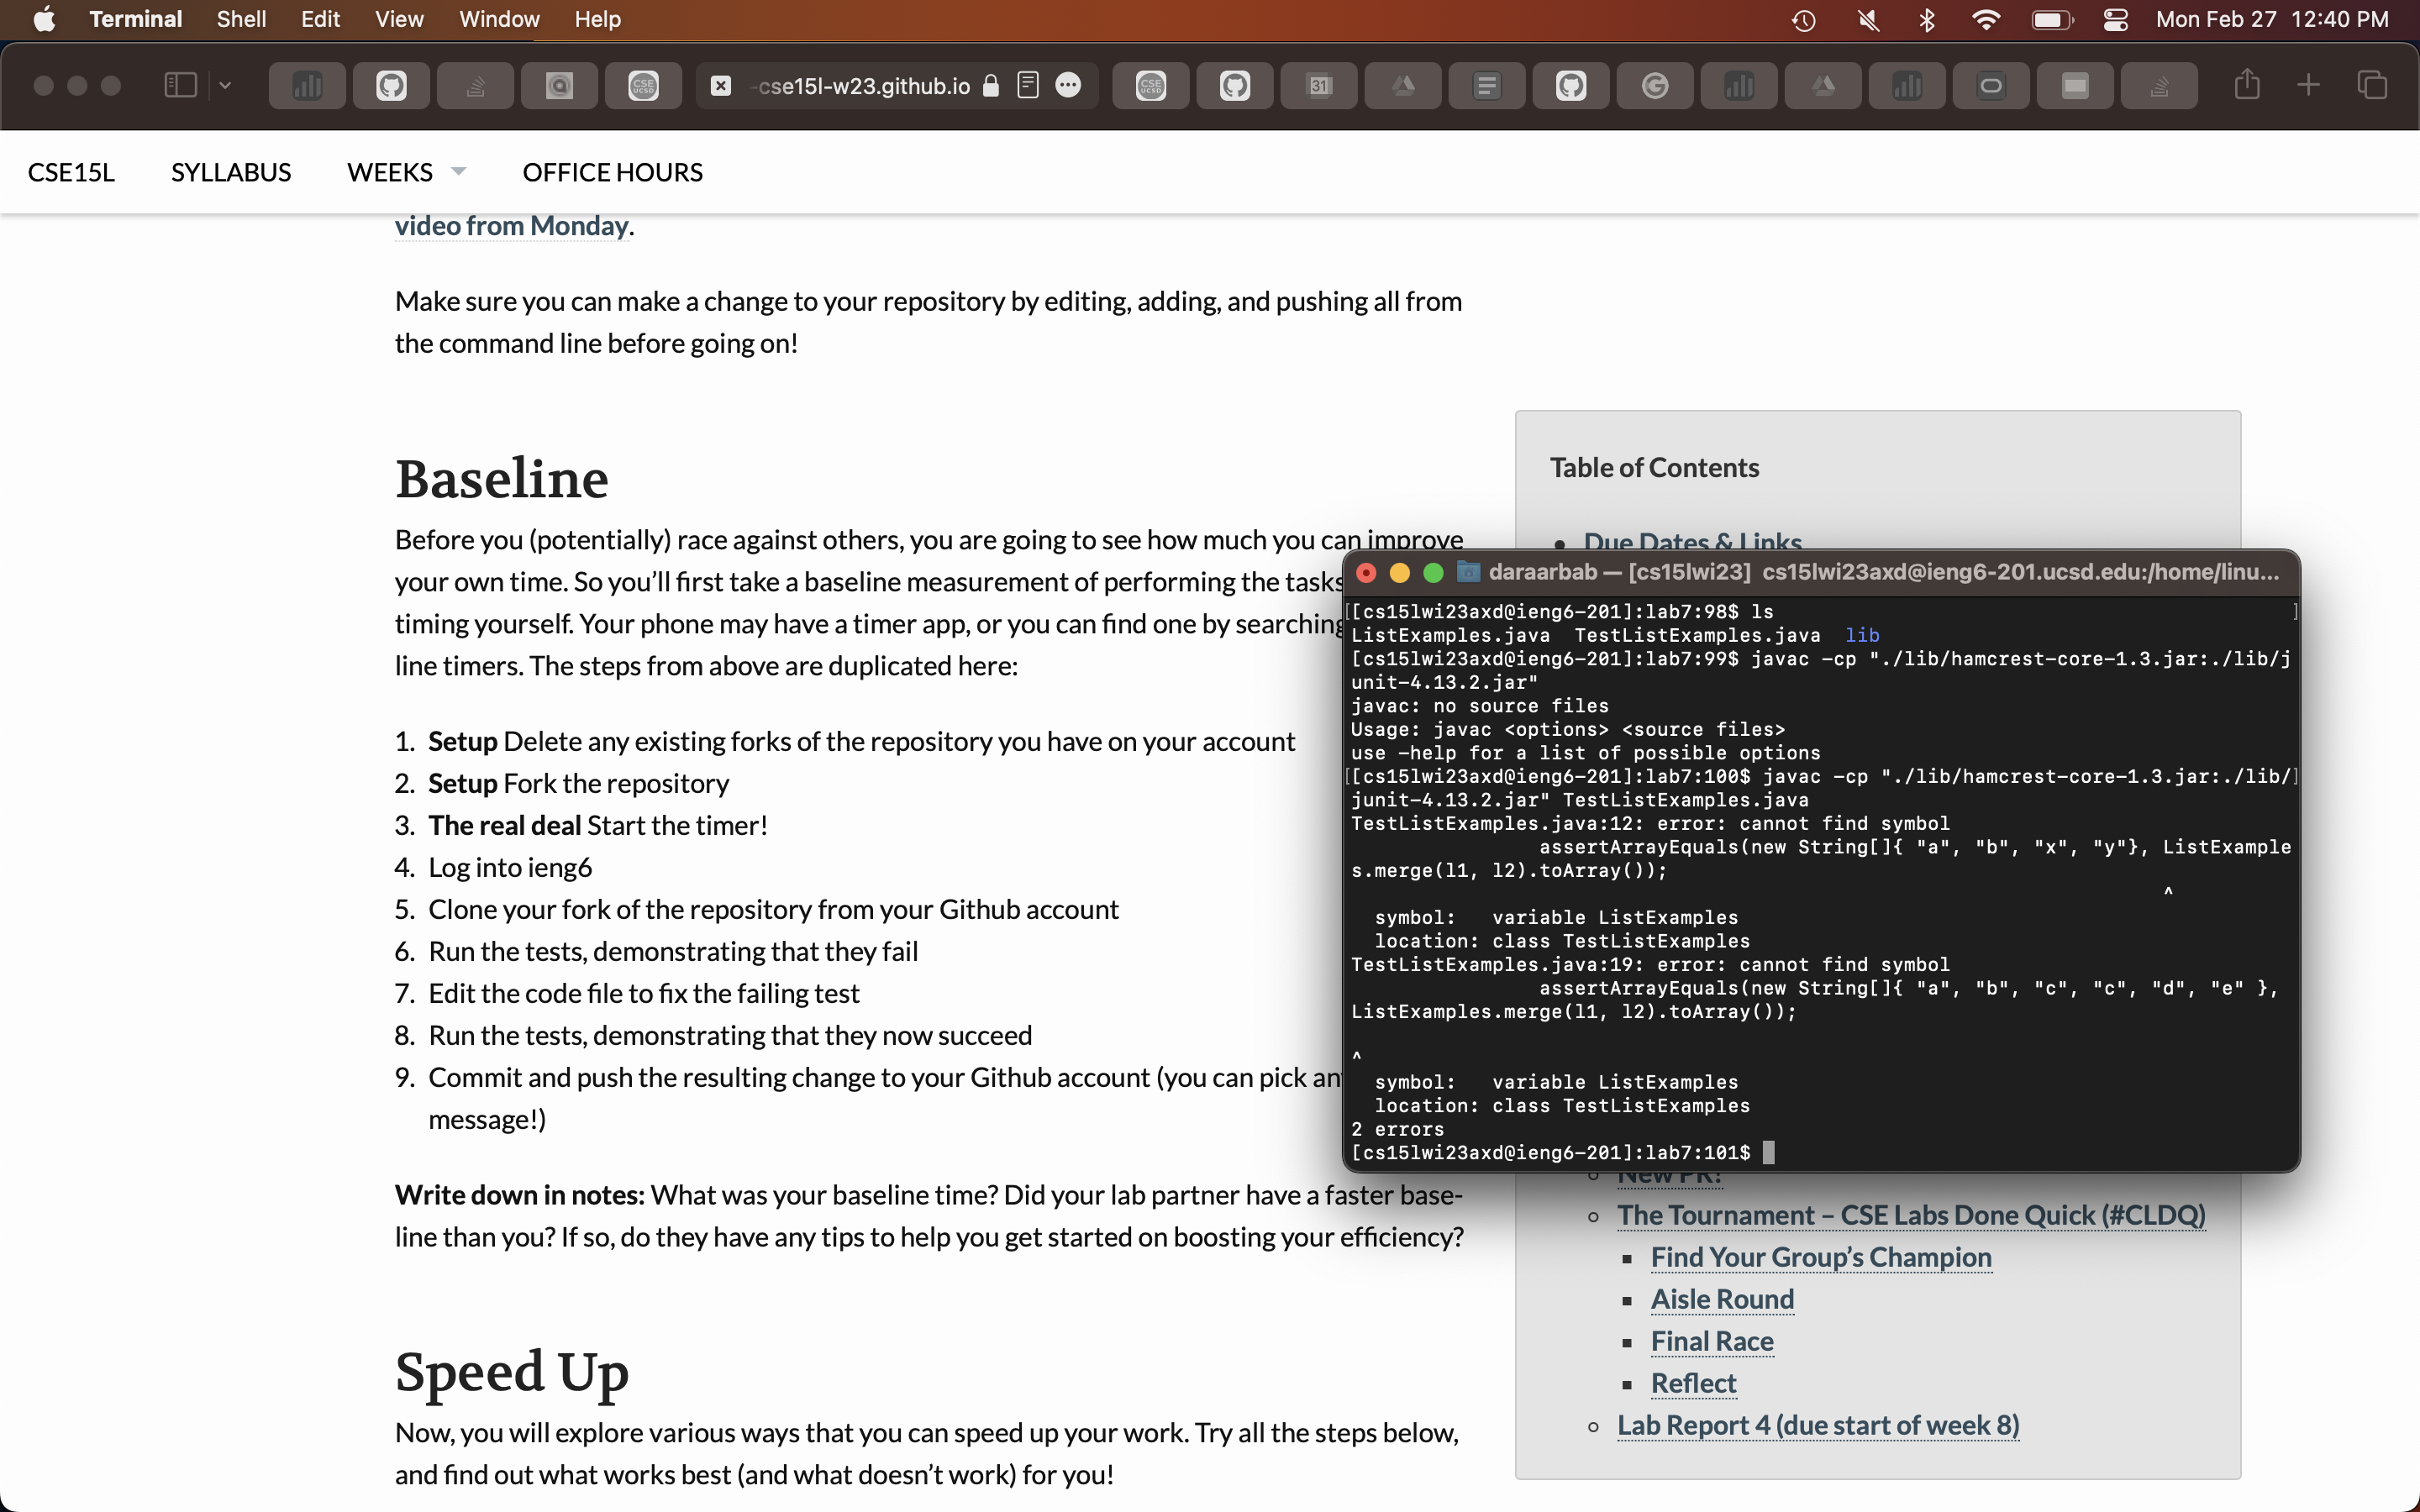 Terminal Shell Edit View Window Help Mon Feb 27 12:40 PM
CSE UCSD -cse15l-w23.github.io CSE UCSD 31
CSE15L SYLLABUS WEEKS OFFICE HOURS
video from Monday.
Make sure you can make a change to your repository by editing, adding, and pushing all from
the command line before going on!
Baseline
Before you (potentially) race against others, you are going to see how much you can improve
your own time. So you’ll first take a baseline measurement of performing the tasks
timing yourself. Your phone may have a timer app, or you can find one by searching
line timers. The steps from above are duplicated here:
1. Setup Delete any existing forks of the repository you have on your account
2. Setup Fork the repository
3. The real deal Start the timer!
4. Log into ieng6
5. Clone your fork of the repository from your Github account
6. Run the tests, demonstrating that they fail
7. Edit the code file to fix the failing test
8. Run the tests, demonstrating that they now succeed
9. Commit and push the resulting change to your Github account (you can pick
message!)
Write down in notes: What was your baseline time? Did your lab partner have a faster base-
line than you? If so, do they have any tips to help you get started on boosting your efficiency?
Speed Up
Now, you will explore various ways that you can speed up your work. Try all the steps below,
and find out what works best (and what doesn’t work) for you!
Table of Contents
Due Dates & Links
daraarbab — [cs15lwi23] cs15lwi23axd@ieng6-201.ucsd.edu:/home/linu...
[[cs15lwi23axd@ieng6-201]:lab7:98$ ls ]
ListExamples.java TestListExamples.java lib
[cs15lwi23axd@ieng6-201]:lab7:99$ javac -cp "./lib/hamcrest-core-1.3.jar:./lib/j
unit-4.13.2.jar"
javac: no source files
Usage: javac <options> <source files>
use -help for a list of possible options
[[cs15lwi23axd@ieng6-201]:lab7:100$ javac -cp "./lib/hamcrest-core-1.3.jar:./lib/]
junit-4.13.2.jar" TestListExamples.java
TestListExamples.java:12: error: cannot find symbol
assertArrayEquals(new String[]{ "a", "b", "x", "y"}, ListExample
s.merge(l1, l2).toArray());
^
symbol: variable ListExamples
location: class TestListExamples
TestListExamples.java:19: error: cannot find symbol
assertArrayEquals(new String[]{ "a", "b", "c", "c", "d", "e" },
ListExamples.merge(l1, l2).toArray());
^
symbol: variable ListExamples
location: class TestListExamples
2 errors
[cs15lwi23axd@ieng6-201]:lab7:101$
New PR!
The Tournament – CSE Labs Done Quick (#CLDQ)
Find Your Group’s Champion
Aisle Round
Final Race
Reflect
Lab Report 4 (due start of week 8)